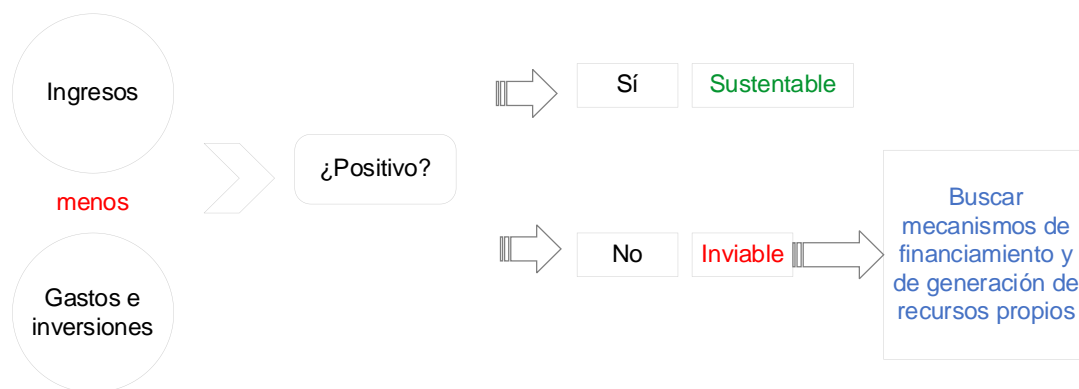 Ingresos
menos
Gastos e
inversiones
¿Positivo?
Sí
Sustentable
No
Inviable
Buscar
mecanismos de
financiamiento y
de generación de
recursos propios